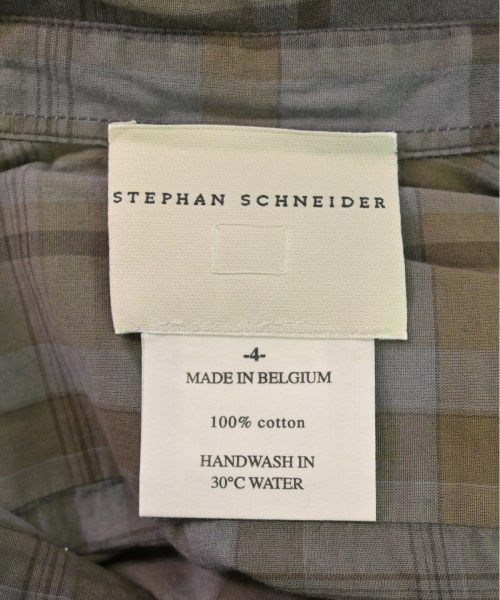 STEPHAN SCHNEIDER
-4-
MADE IN BELGIUM
100% cotton
HANDWASH IN
30°C WATER